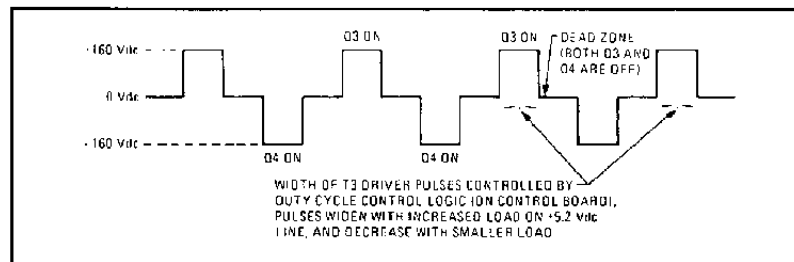 Q3 ON
Q3 ON
DEAD ZONE
(BOTH Q3 AND
Q4 ARE OFF)
+160 Vdc
0 Vdc
-160 Vdc
Q4 ON
Q4 ON
WIDTH OF T3 DRIVER PULSES CONTROLLED BY
DUTY CYCLE CONTROL LOGIC (ON CONTROL BOARD),
PULSES WIDEN WITH INCREASED LOAD ON +5.2 Vdc
LINE, AND DECREASE WITH SMALLER LOAD